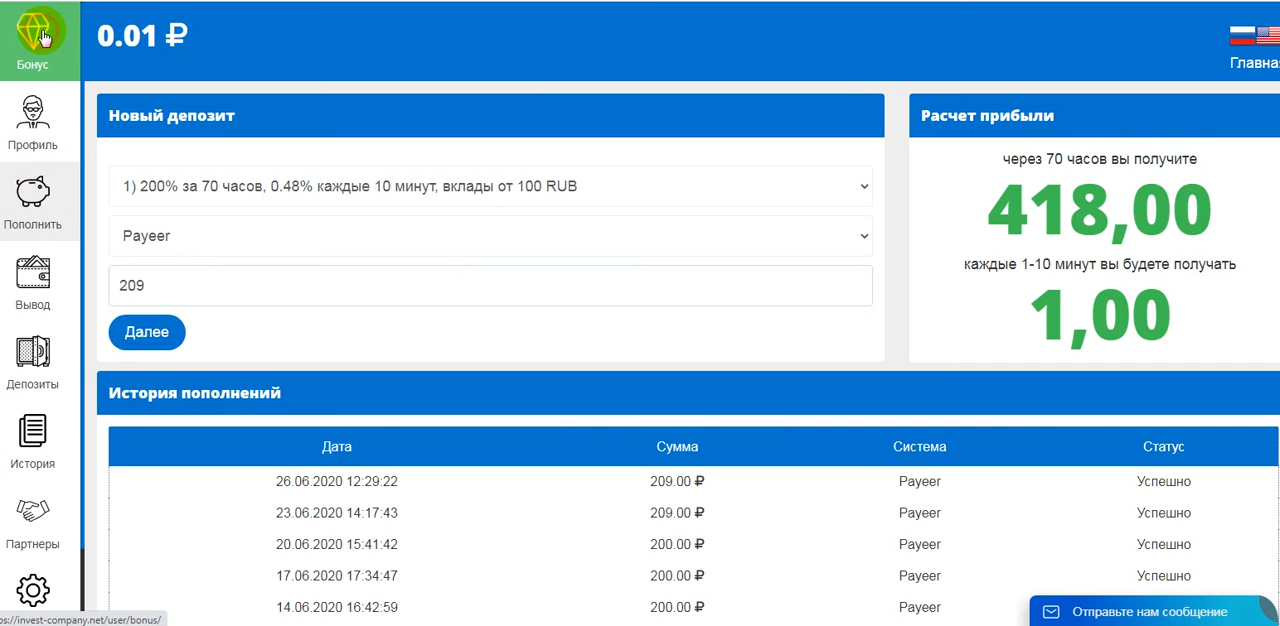 0.01 ₽
Бонус
Главна
Профиль
Пополнить
Вывод
Депозиты
История
Партнеры
Новый депозит
1) 200% за 70 часов, 0.48% каждые 10 минут, вклады от 100 RUB
Payeer
209
Далее
Расчет прибыли
через 70 часов вы получите
418,00
каждые 1-10 минут вы будете получать
1,00
История пополнений
Дата Сумма Система Статус
26.06.2020 12:29:22 209.00 ₽ Payeer Успешно
23.06.2020 14:17:43 209.00 ₽ Payeer Успешно
20.06.2020 15:41:42 200.00 ₽ Payeer Успешно
17.06.2020 17:34:47 200.00 ₽ Payeer Успешно
14.06.2020 16:42:59 200.00 ₽ Payeer
Отправьте нам сообщение
ps://invest-company.net/user/bonus/